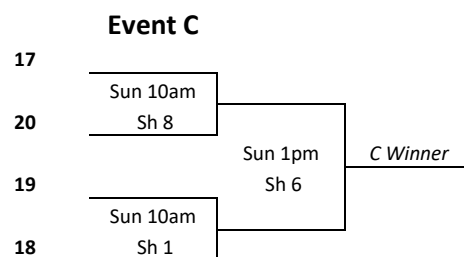 Event C
17
Sun 10am
20
Sh 8
Sun 1pm
C Winner
19
Sh 6
Sun 10am
18
Sh 1